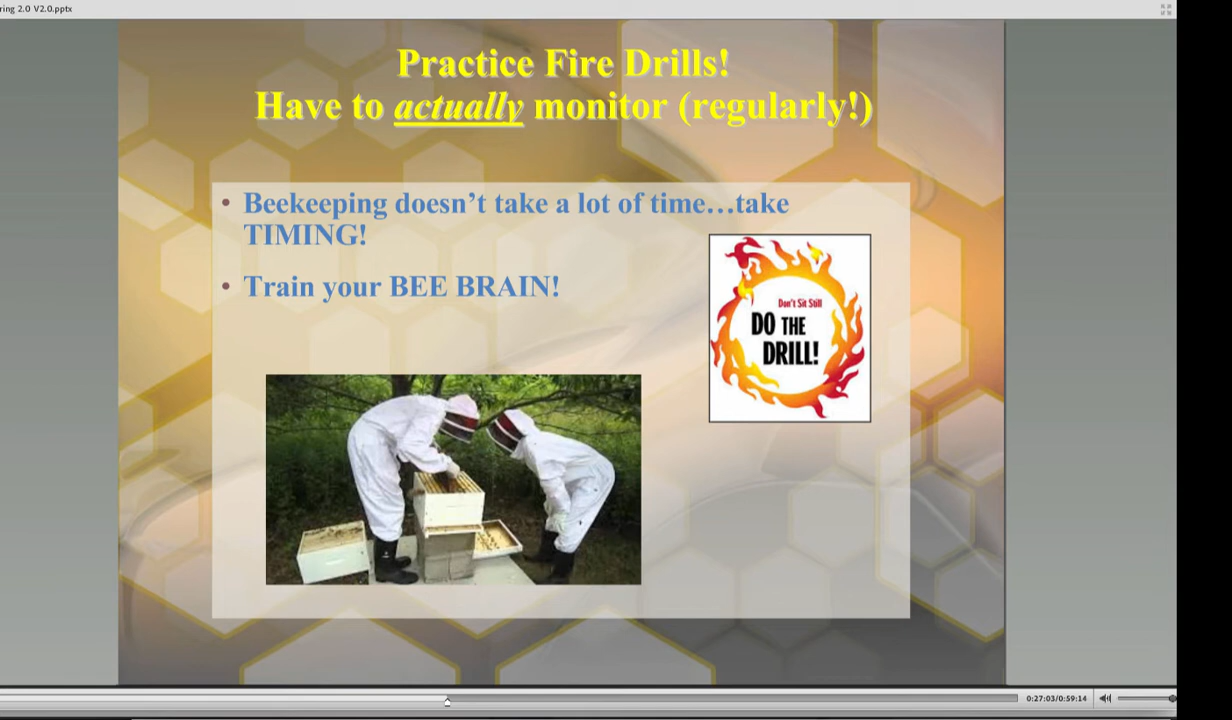 ring 2.0 V2.0.pptx
Practice Fire Drills!
Have to actually monitor (regularly!)
• Beekeeping doesn’t take a lot of time…take
TIMING!
• Train your BEE BRAIN!
Don't Sit Still
DO THE
DRILL!
0:27:03/0:59:14